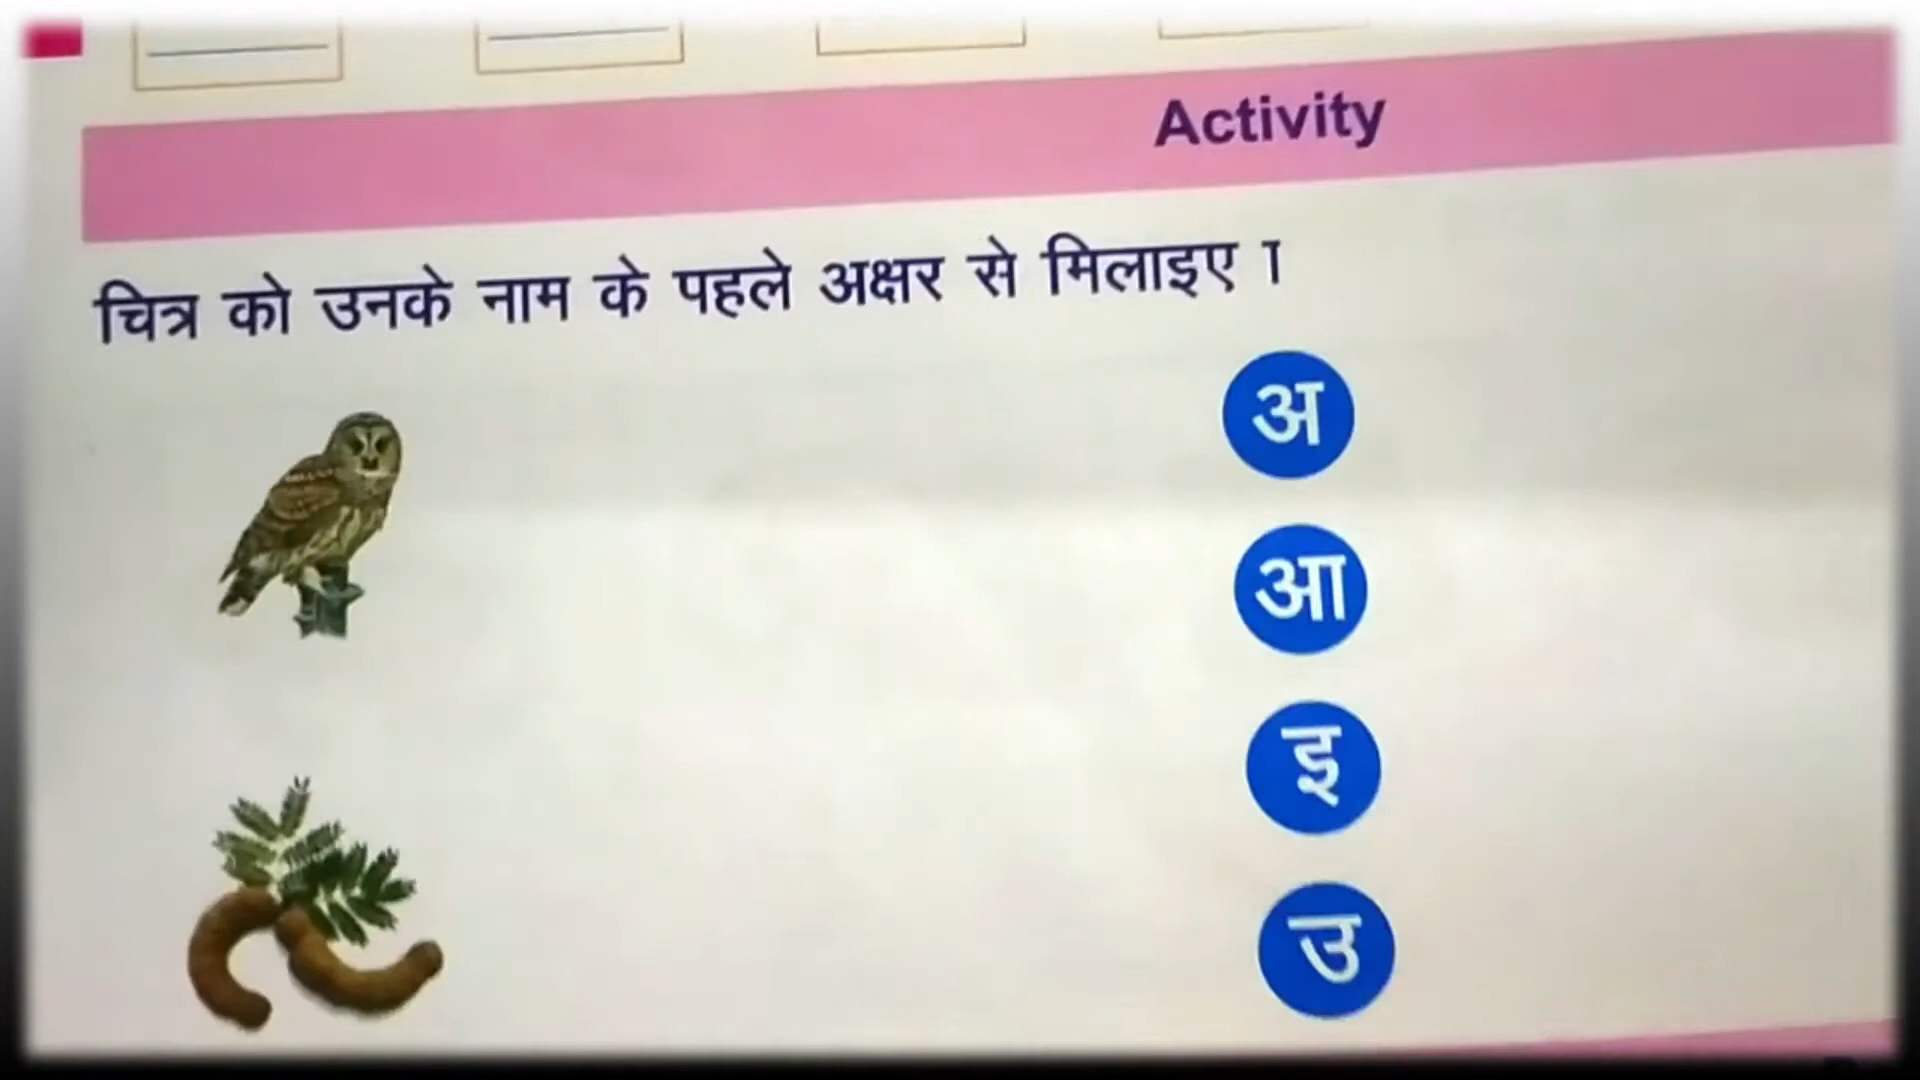 Activity
चित्र को उनके नाम के पहले अक्षर से मिलाइए ।
अ
आ
इ
उ